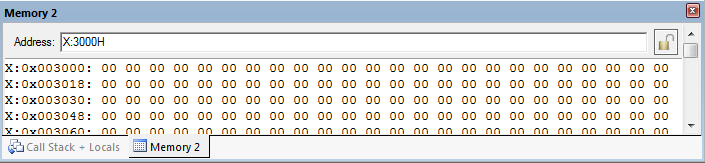 Memory 2
Address: X:3000H
X:0x003000: 00 00 00 00 00 00 00 00 00 00 00 00 00 00 00 00 00 00 00 00 00 00 00 00
X:0x003018: 00 00 00 00 00 00 00 00 00 00 00 00 00 00 00 00 00 00 00 00 00 00 00 00
X:0x003030: 00 00 00 00 00 00 00 00 00 00 00 00 00 00 00 00 00 00 00 00 00 00 00 00
X:0x003048: 00 00 00 00 00 00 00 00 00 00 00 00 00 00 00 00 00 00 00 00 00 00 00 00
X:0x003060: 00 00 00 00 00 00 00 00 00 00 00 00 00 00 00 00 00 00 00 00 00 00 00 00
Call Stack + Locals Memory 2